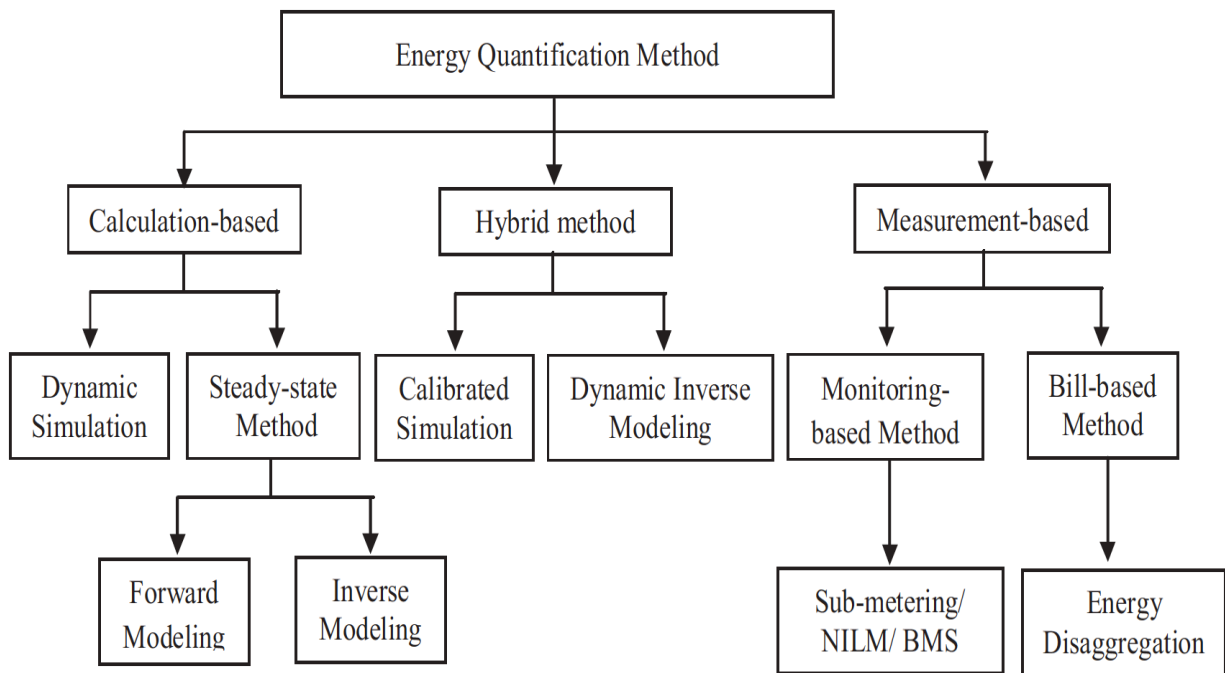 Energy Quantification Method
Calculation-based
Hybrid method
Measurement-based
Dynamic
Simulation
Steady-state
Method
Calibrated
Simulation
Dynamic Inverse
Modeling
Monitoring-
based Method
Bill-based
Method
Forward
Modeling
Inverse
Modeling
Sub-metering/
NILM/ BMS
Energy
Disaggregation